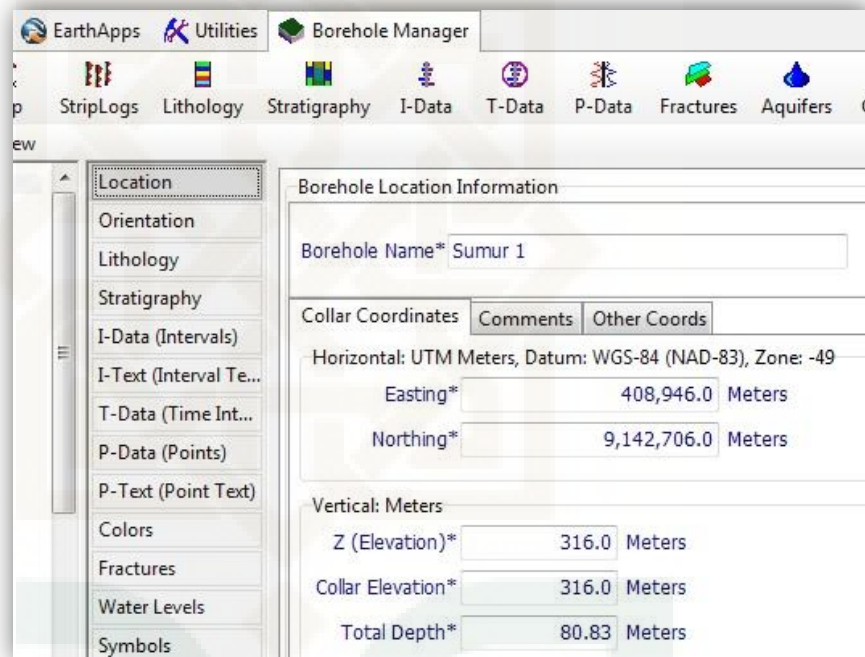 EarthApps Utilities Borehole Manager
StripLogs Lithology Stratigraphy I-Data T-Data P-Data Fractures Aquifers
ew
Location
Orientation
Lithology
Stratigraphy
I-Data (Intervals)
I-Text (Interval Te...
T-Data (Time Int...
P-Data (Points)
P-Text (Point Text)
Colors
Fractures
Water Levels
Symbols
Borehole Location Information
Borehole Name* Sumur 1
Collar Coordinates Comments Other Coords
Horizontal: UTM Meters, Datum: WGS-84 (NAD-83), Zone: -49
Easting* 408,946.0 Meters
Northing* 9,142,706.0 Meters
Vertical: Meters
Z (Elevation)* 316.0 Meters
Collar Elevation* 316.0 Meters
Total Depth* 80.83 Meters